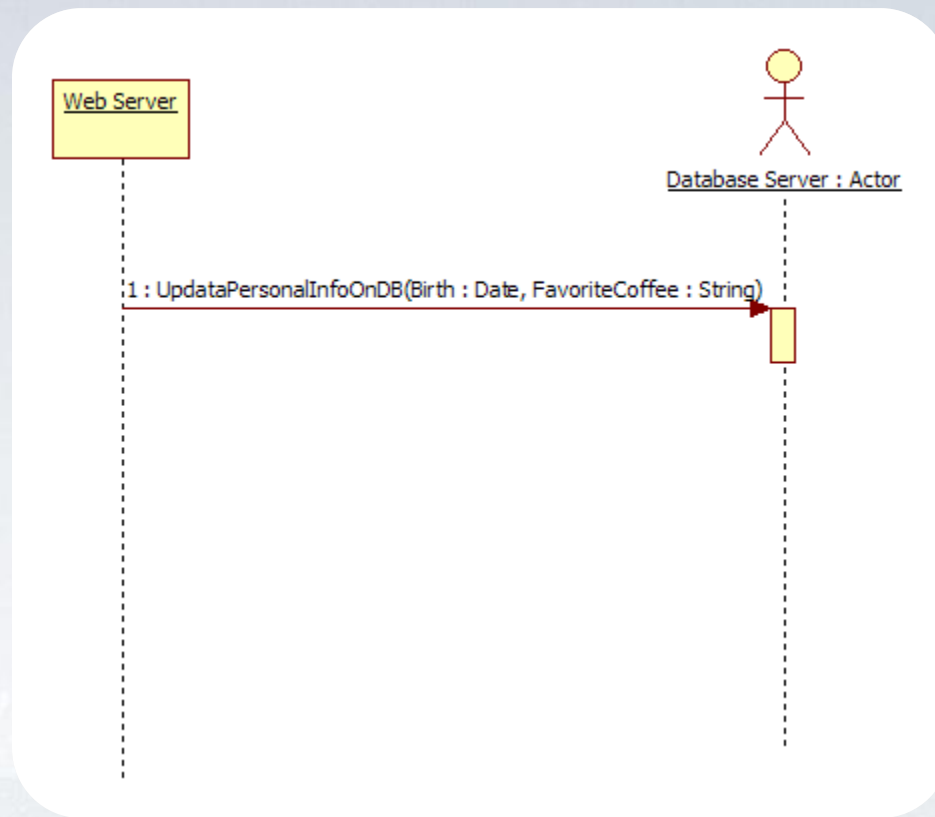 Web Server
Database Server : Actor
1 : UpdataPersonalInfoOnDB(Birth : Date, FavoriteCoffee : String)